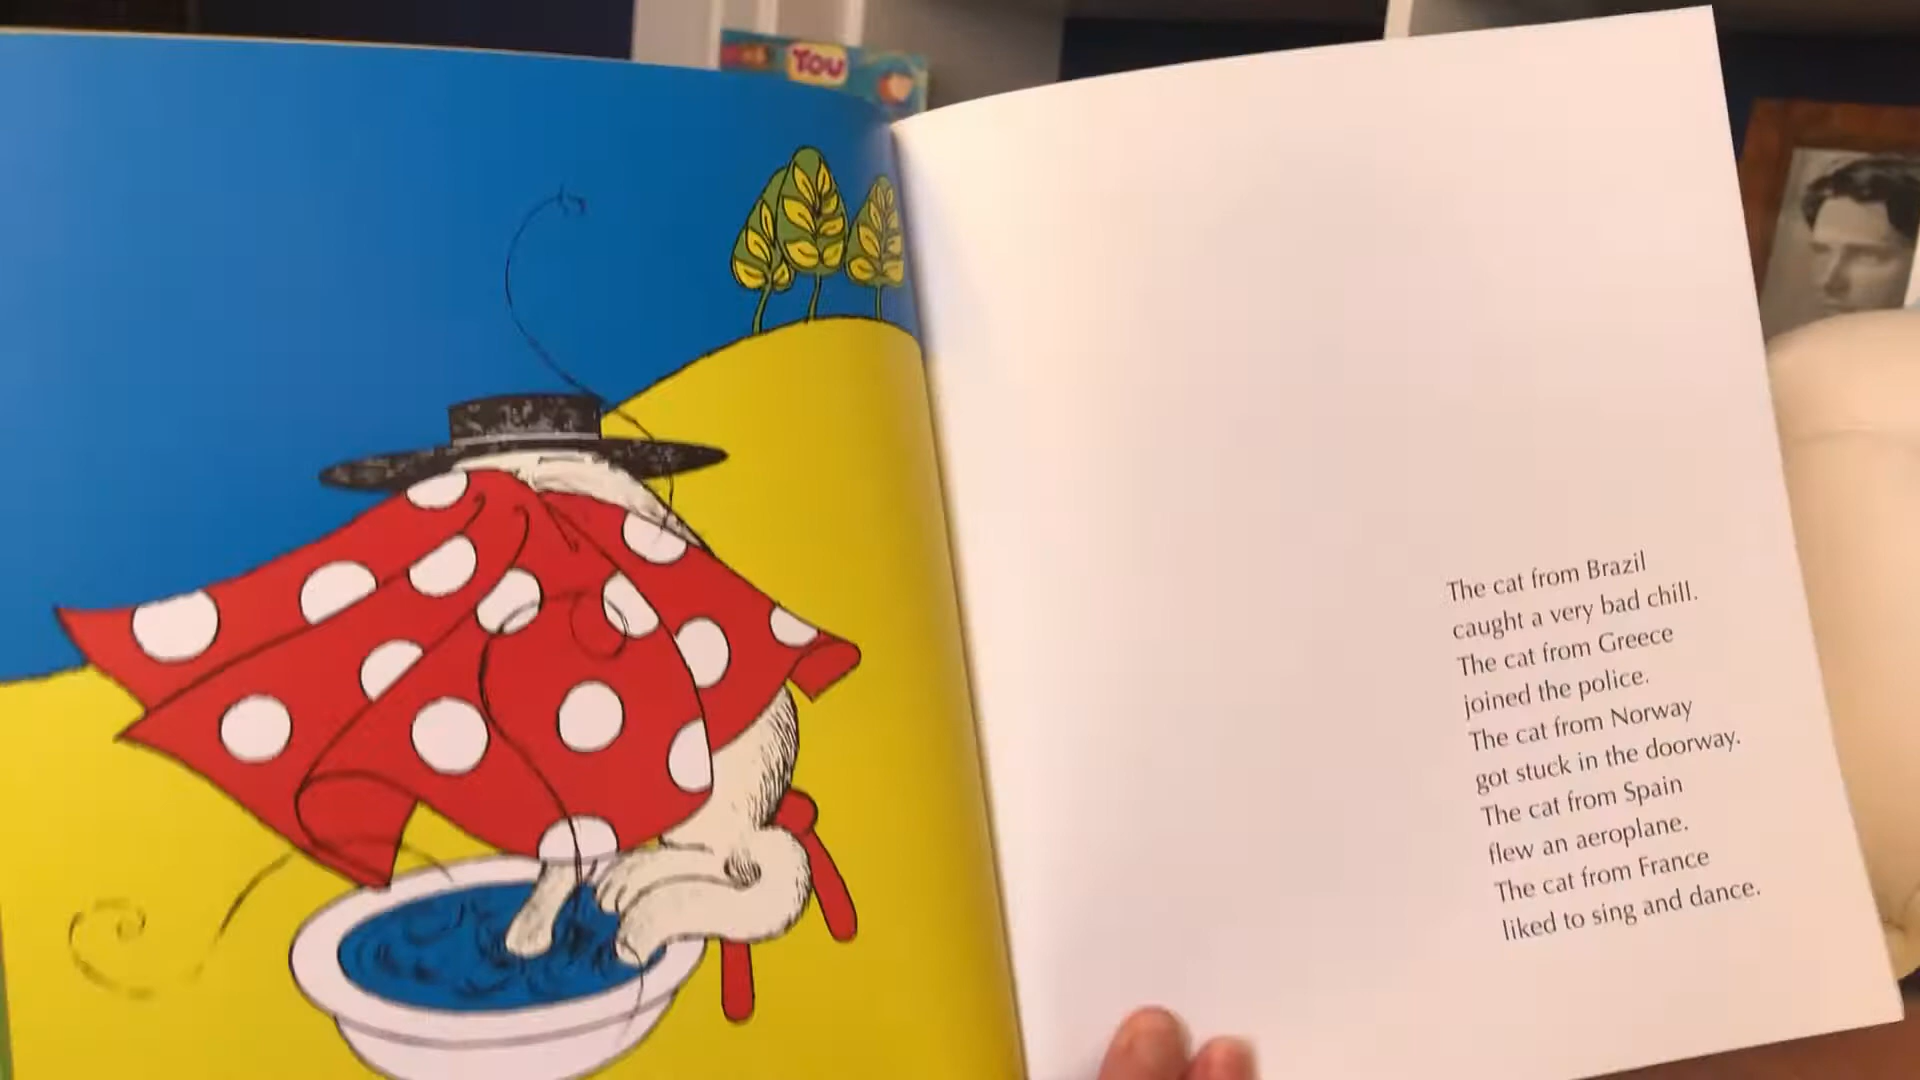 YOU
The cat from Brazil
caught a very bad chill.
The cat from Greece
joined the police.
The cat from Norway
got stuck in the doorway.
The cat from Spain
flew an aeroplane.
The cat from France
liked to sing and dance.